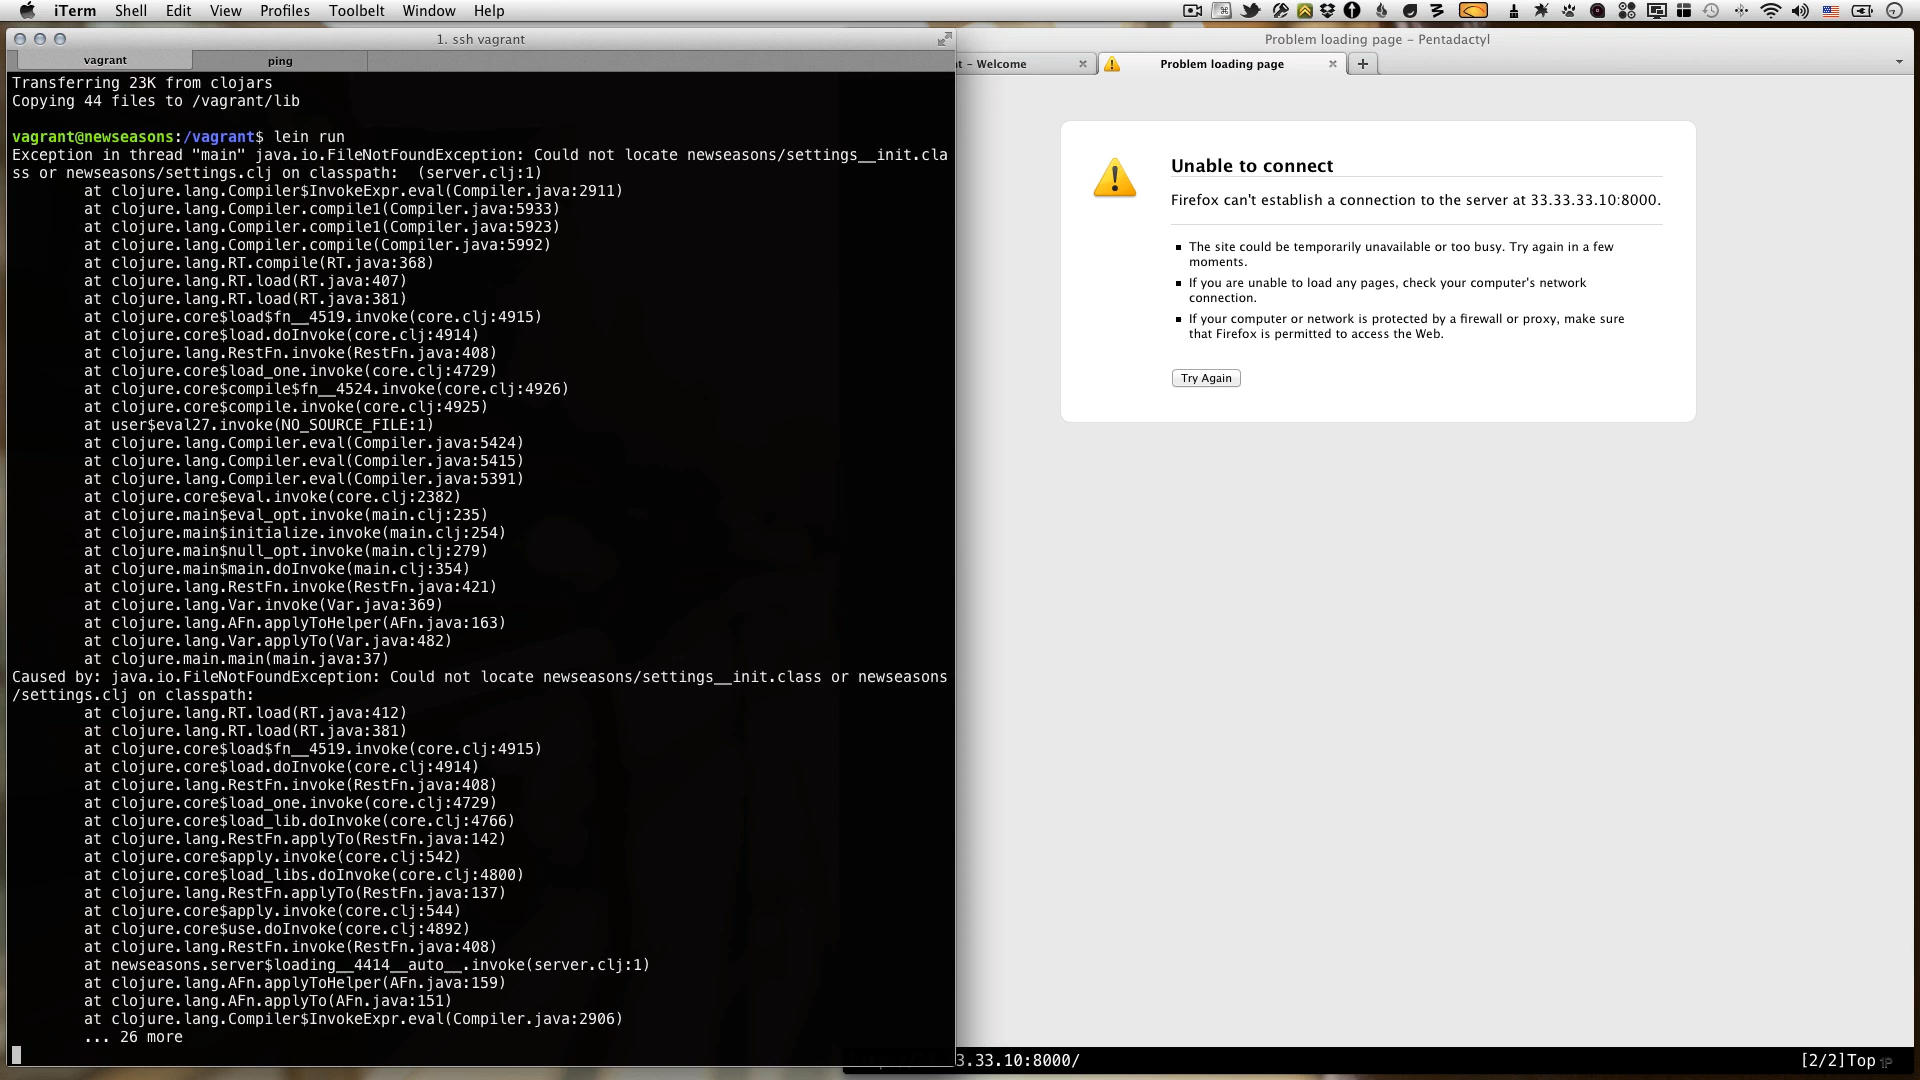 iTerm Shell Edit View Profiles Toolbelt Window Help
1. ssh vagrant
vagrant ping
Transferring 23K from clojars
Copying 44 files to /vagrant/lib
vagrant@newseasons:/vagrant$ lein run
Exception in thread "main" java.io.FileNotFoundException: Could not locate newseasons/settings__init.cla
ss or newseasons/settings.clj on classpath:  (server.clj:1)
at clojure.lang.Compiler$InvokeExpr.eval(Compiler.java:2911)
at clojure.lang.Compiler.compile1(Compiler.java:5933)
at clojure.lang.Compiler.compile1(Compiler.java:5923)
at clojure.lang.Compiler.compile(Compiler.java:5992)
at clojure.lang.RT.compile(RT.java:368)
at clojure.lang.RT.load(RT.java:407)
at clojure.lang.RT.load(RT.java:381)
at clojure.core$load$fn__4519.invoke(core.clj:4915)
at clojure.core$load.doInvoke(core.clj:4914)
at clojure.lang.RestFn.invoke(RestFn.java:408)
at clojure.core$load_one.invoke(core.clj:4729)
at clojure.core$compile$fn__4524.invoke(core.clj:4926)
at clojure.core$compile.invoke(core.clj:4925)
at user$eval27.invoke(NO_SOURCE_FILE:1)
at clojure.lang.Compiler.eval(Compiler.java:5424)
at clojure.lang.Compiler.eval(Compiler.java:5415)
at clojure.lang.Compiler.eval(Compiler.java:5391)
at clojure.core$eval.invoke(core.clj:2382)
at clojure.main$eval_opt.invoke(main.clj:235)
at clojure.main$initialize.invoke(main.clj:254)
at clojure.main$null_opt.invoke(main.clj:279)
at clojure.main$main.doInvoke(main.clj:354)
at clojure.lang.RestFn.invoke(RestFn.java:421)
at clojure.lang.Var.invoke(Var.java:369)
at clojure.lang.AFn.applyToHelper(AFn.java:163)
at clojure.lang.Var.applyTo(Var.java:482)
at clojure.main.main(main.java:37)
Caused by: java.io.FileNotFoundException: Could not locate newseasons/settings__init.class or newseasons
/settings.clj on classpath:
at clojure.lang.RT.load(RT.java:412)
at clojure.lang.RT.load(RT.java:381)
at clojure.core$load$fn__4519.invoke(core.clj:4915)
at clojure.core$load.doInvoke(core.clj:4914)
at clojure.lang.RestFn.invoke(RestFn.java:408)
at clojure.core$load_one.invoke(core.clj:4729)
at clojure.core$load_lib.doInvoke(core.clj:4766)
at clojure.lang.RestFn.applyTo(RestFn.java:142)
at clojure.core$apply.invoke(core.clj:542)
at clojure.core$load_libs.doInvoke(core.clj:4800)
at clojure.lang.RestFn.applyTo(RestFn.java:137)
at clojure.core$apply.invoke(core.clj:544)
at clojure.core$use.doInvoke(core.clj:4892)
at clojure.lang.RestFn.invoke(RestFn.java:408)
at newseasons.server$loading__4414__auto__.invoke(server.clj:1)
at clojure.lang.AFn.applyToHelper(AFn.java:159)
at clojure.lang.AFn.applyTo(AFn.java:151)
at clojure.lang.Compiler$InvokeExpr.eval(Compiler.java:2906)
... 26 more
Problem loading page - Pentadactyl
t - Welcome Problem loading page
Unable to connect
Firefox can't establish a connection to the server at 33.33.33.10:8000.
The site could be temporarily unavailable or too busy. Try again in a few
moments.
If you are unable to load any pages, check your computer's network
connection.
If your computer or network is protected by a firewall or proxy, make sure
that Firefox is permitted to access the Web.
Try Again
3.33.10:8000/ [2/2]Top